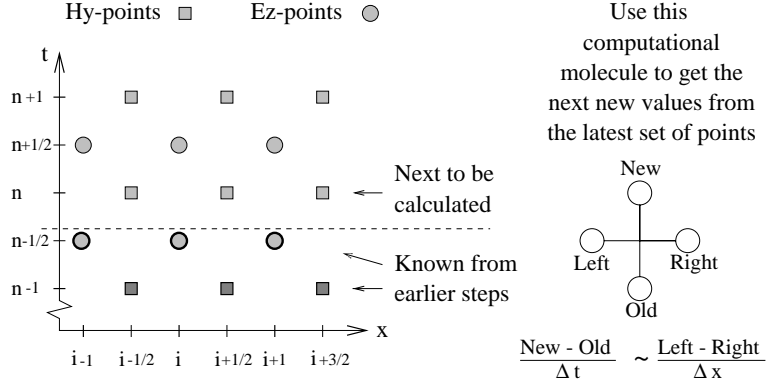 Hy-points Ez-points
t
n+1
n+1/2
n
n-1/2
n-1
Next to be
calculated
Known from
earlier steps
x
i-1 i-1/2 i i+1/2 i+1 i+3/2
Use this
computational
molecule to get the
next new values from
the latest set of points
New
Left Right
Old
New - Old ~ Left - Right
Δ t Δ x